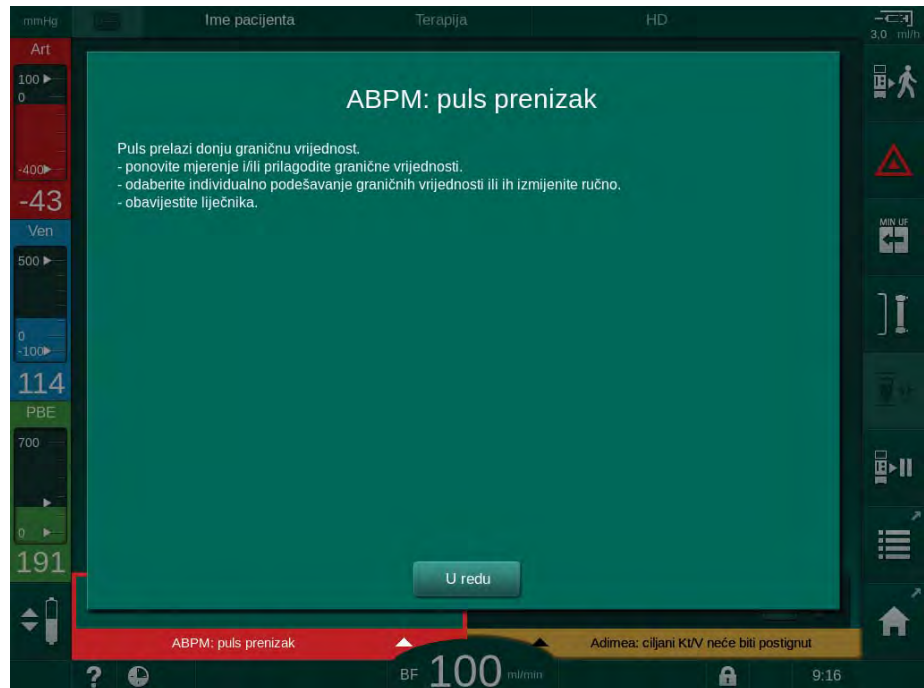 mmHg
Ime pacijenta
Terapija
HD
3,0 ml/h
Art
100
0
-400
-43
Ven
500
0
-100
114
PBE
700
0
191
ABPM: puls prenizak
Puls prelazi donju graničnu vrijednost.
- ponovite mjerenje i/ili prilagodite granične vrijednosti.
- odaberite individualno podešavanje graničnih vrijednosti ili ih izmijenite ručno.
- obavijestite liječnika.
U redu
MIN UF
ABPM: puls prenizak
Adimea: ciljani Kt/V neće biti postignut
?
BF 100 ml/min
9:16